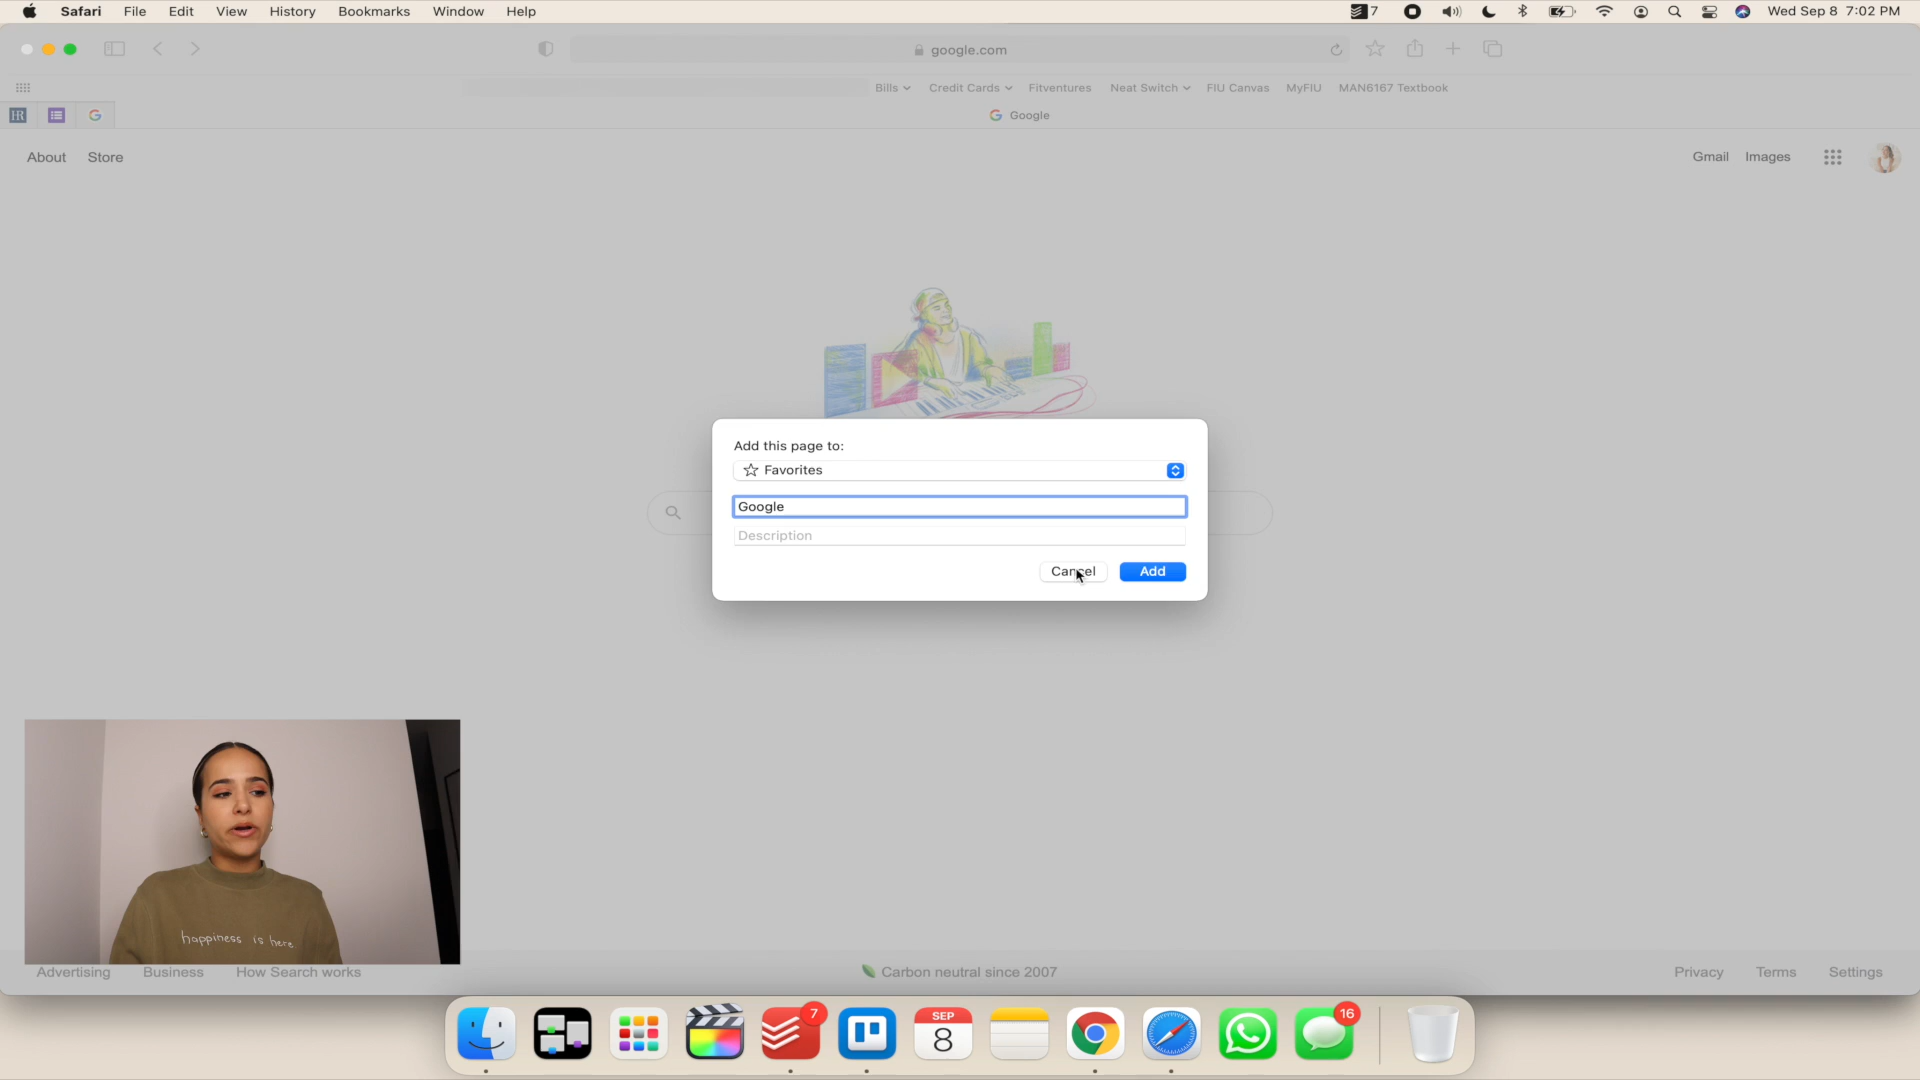 Safari File Edit View History Bookmarks Window Help 7 Wed Sep 8 7:02 PM
google.com
Bills Credit Cards Fitventures Neat Switch FIU Canvas MyFIU MAN6167 Textbook
HR Google
About Store Gmail Images
Add this page to:
Favorites
Google
Description
Cancel Add
happiness is here
Advertising Business How Search works Carbon neutral since 2007 Privacy Terms Settings
7 SEP 8 16